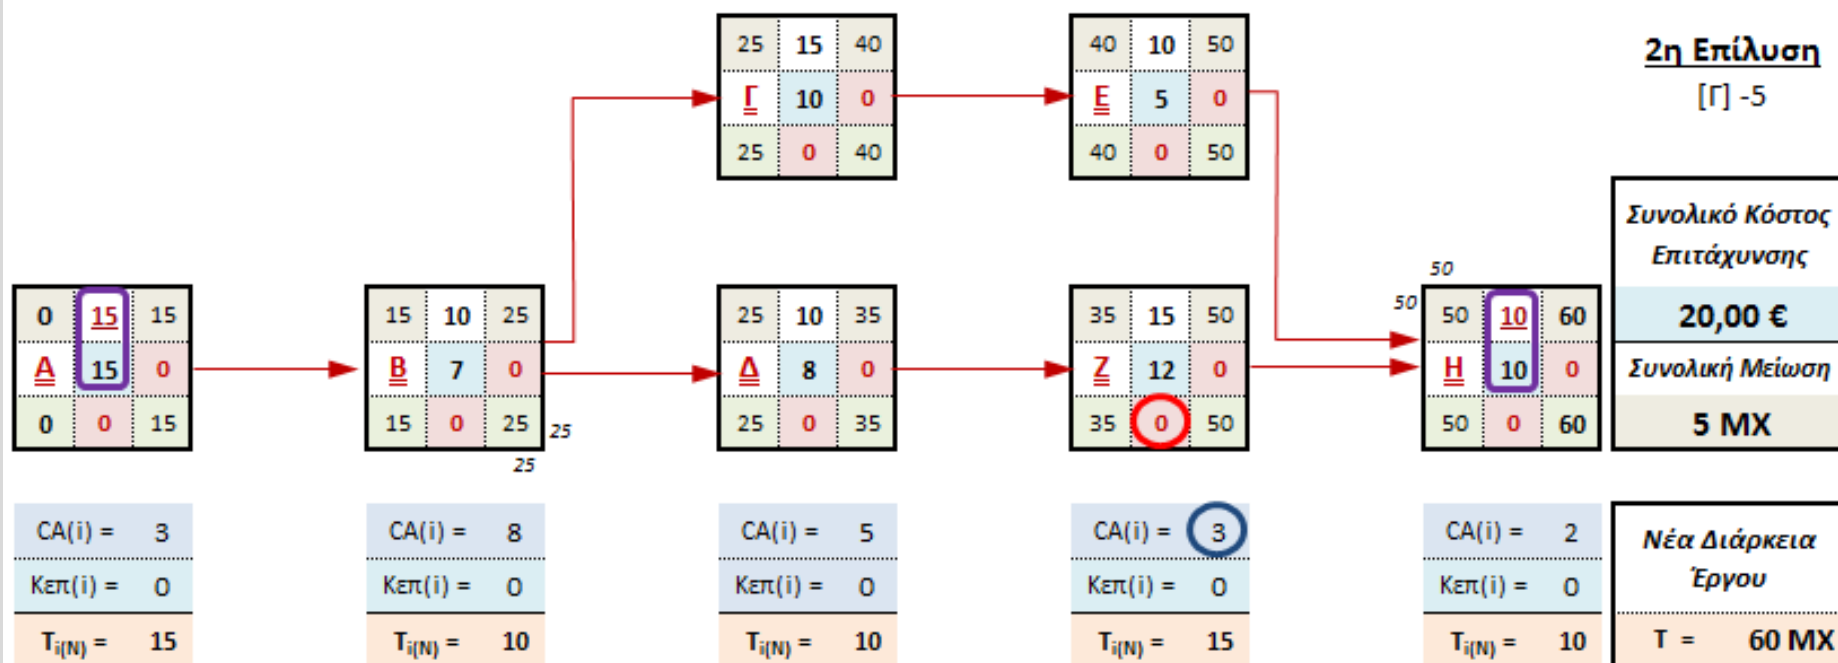 25 15 40
Γ 10 0
25 0 40
40 10 50
Ε 5 0
40 0 50
2η Επίλυση
[Γ] -5
0 15 15
Α 15 0
0 0 15
15 10 25
Β 7 0
15 0 25
25
25
25 10 35
Δ 8 0
25 0 35
35 15 50
Ζ 12 0
35 0 50
50
50
50 10 60
Η 10 0
50 0 60
Συνολικό Κόστος
Επιτάχυνσης
20,00 €
Συνολική Μείωση
5 ΜΧ
CA(i) = 3
Κεπ(i) = 0
Ti(N) = 15
CA(i) = 8
Κεπ(i) = 0
Ti(N) = 10
CA(i) = 5
Κεπ(i) = 0
Ti(N) = 10
CA(i) = 3
Κεπ(i) = 0
Ti(N) = 15
CA(i) = 2
Κεπ(i) = 0
Ti(N) = 10
Νέα Διάρκεια
Έργου
Τ = 60 ΜΧ